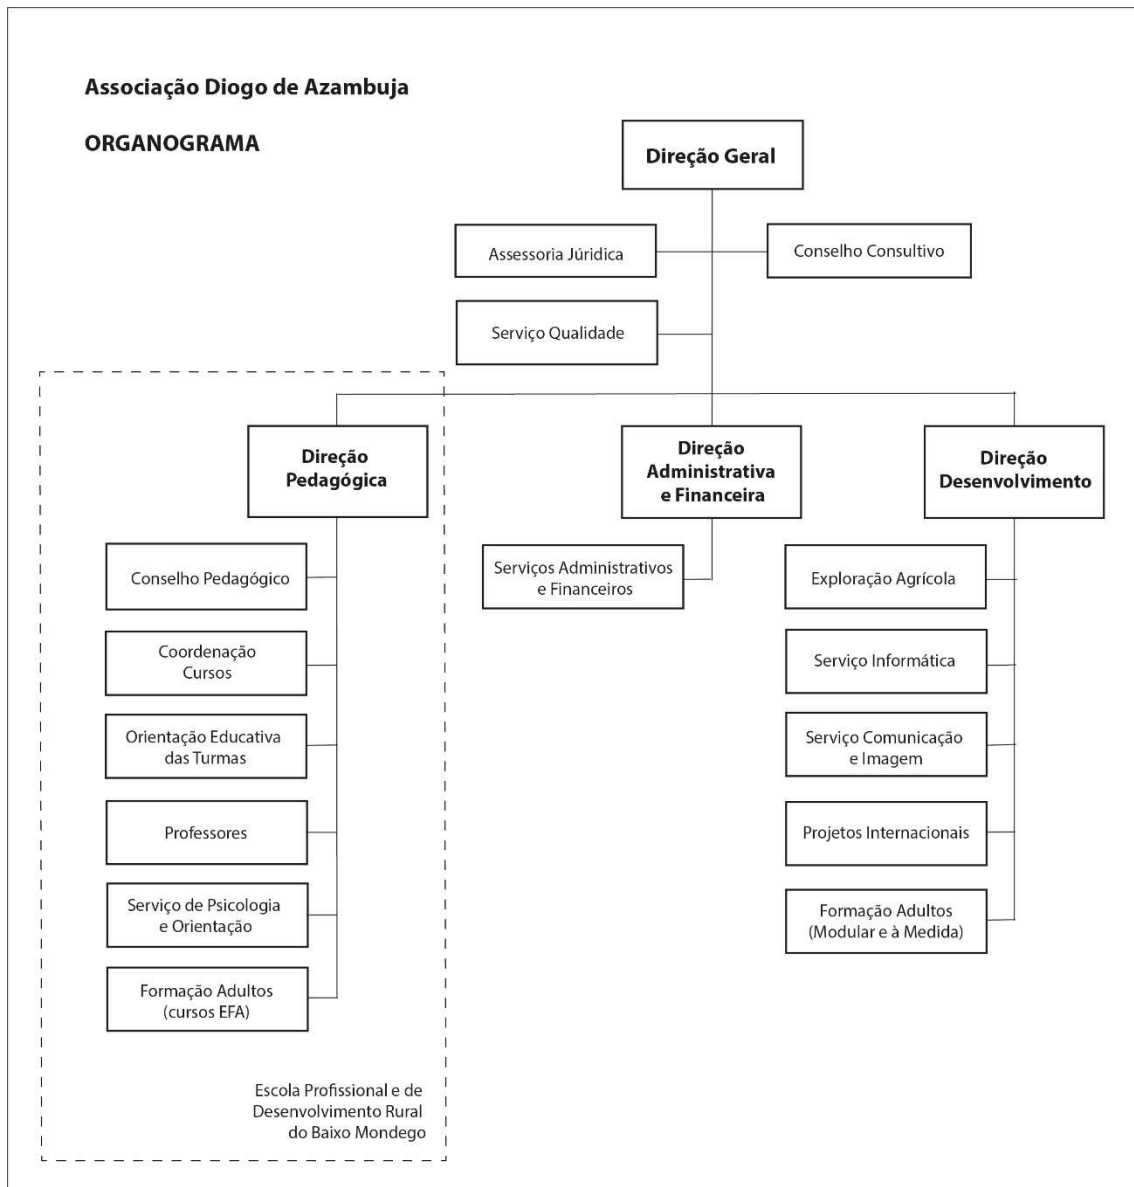 Associação Diogo de Azambuja
ORGANOGRAMA
Direção Geral
Assessoria Júridica
Conselho Consultivo
Serviço Qualidade
Direção
Pedagógica
Direção
Administrativa
e Financeira
Direção
Desenvolvimento
Conselho Pedagógico
Coordenação
Cursos
Orientação Educativa
das Turmas
Professores
Serviço de Psicologia
e Orientação
Formação Adultos
(cursos EFA)
Escola Profissional e de
Desenvolvimento Rural
do Baixo Mondego
Serviços Administrativos
e Financeiros
Exploração Agrícola
Serviço Informática
Serviço Comunicação
e Imagem
Projetos Internacionais
Formação Adultos
(Modular e à Medida)